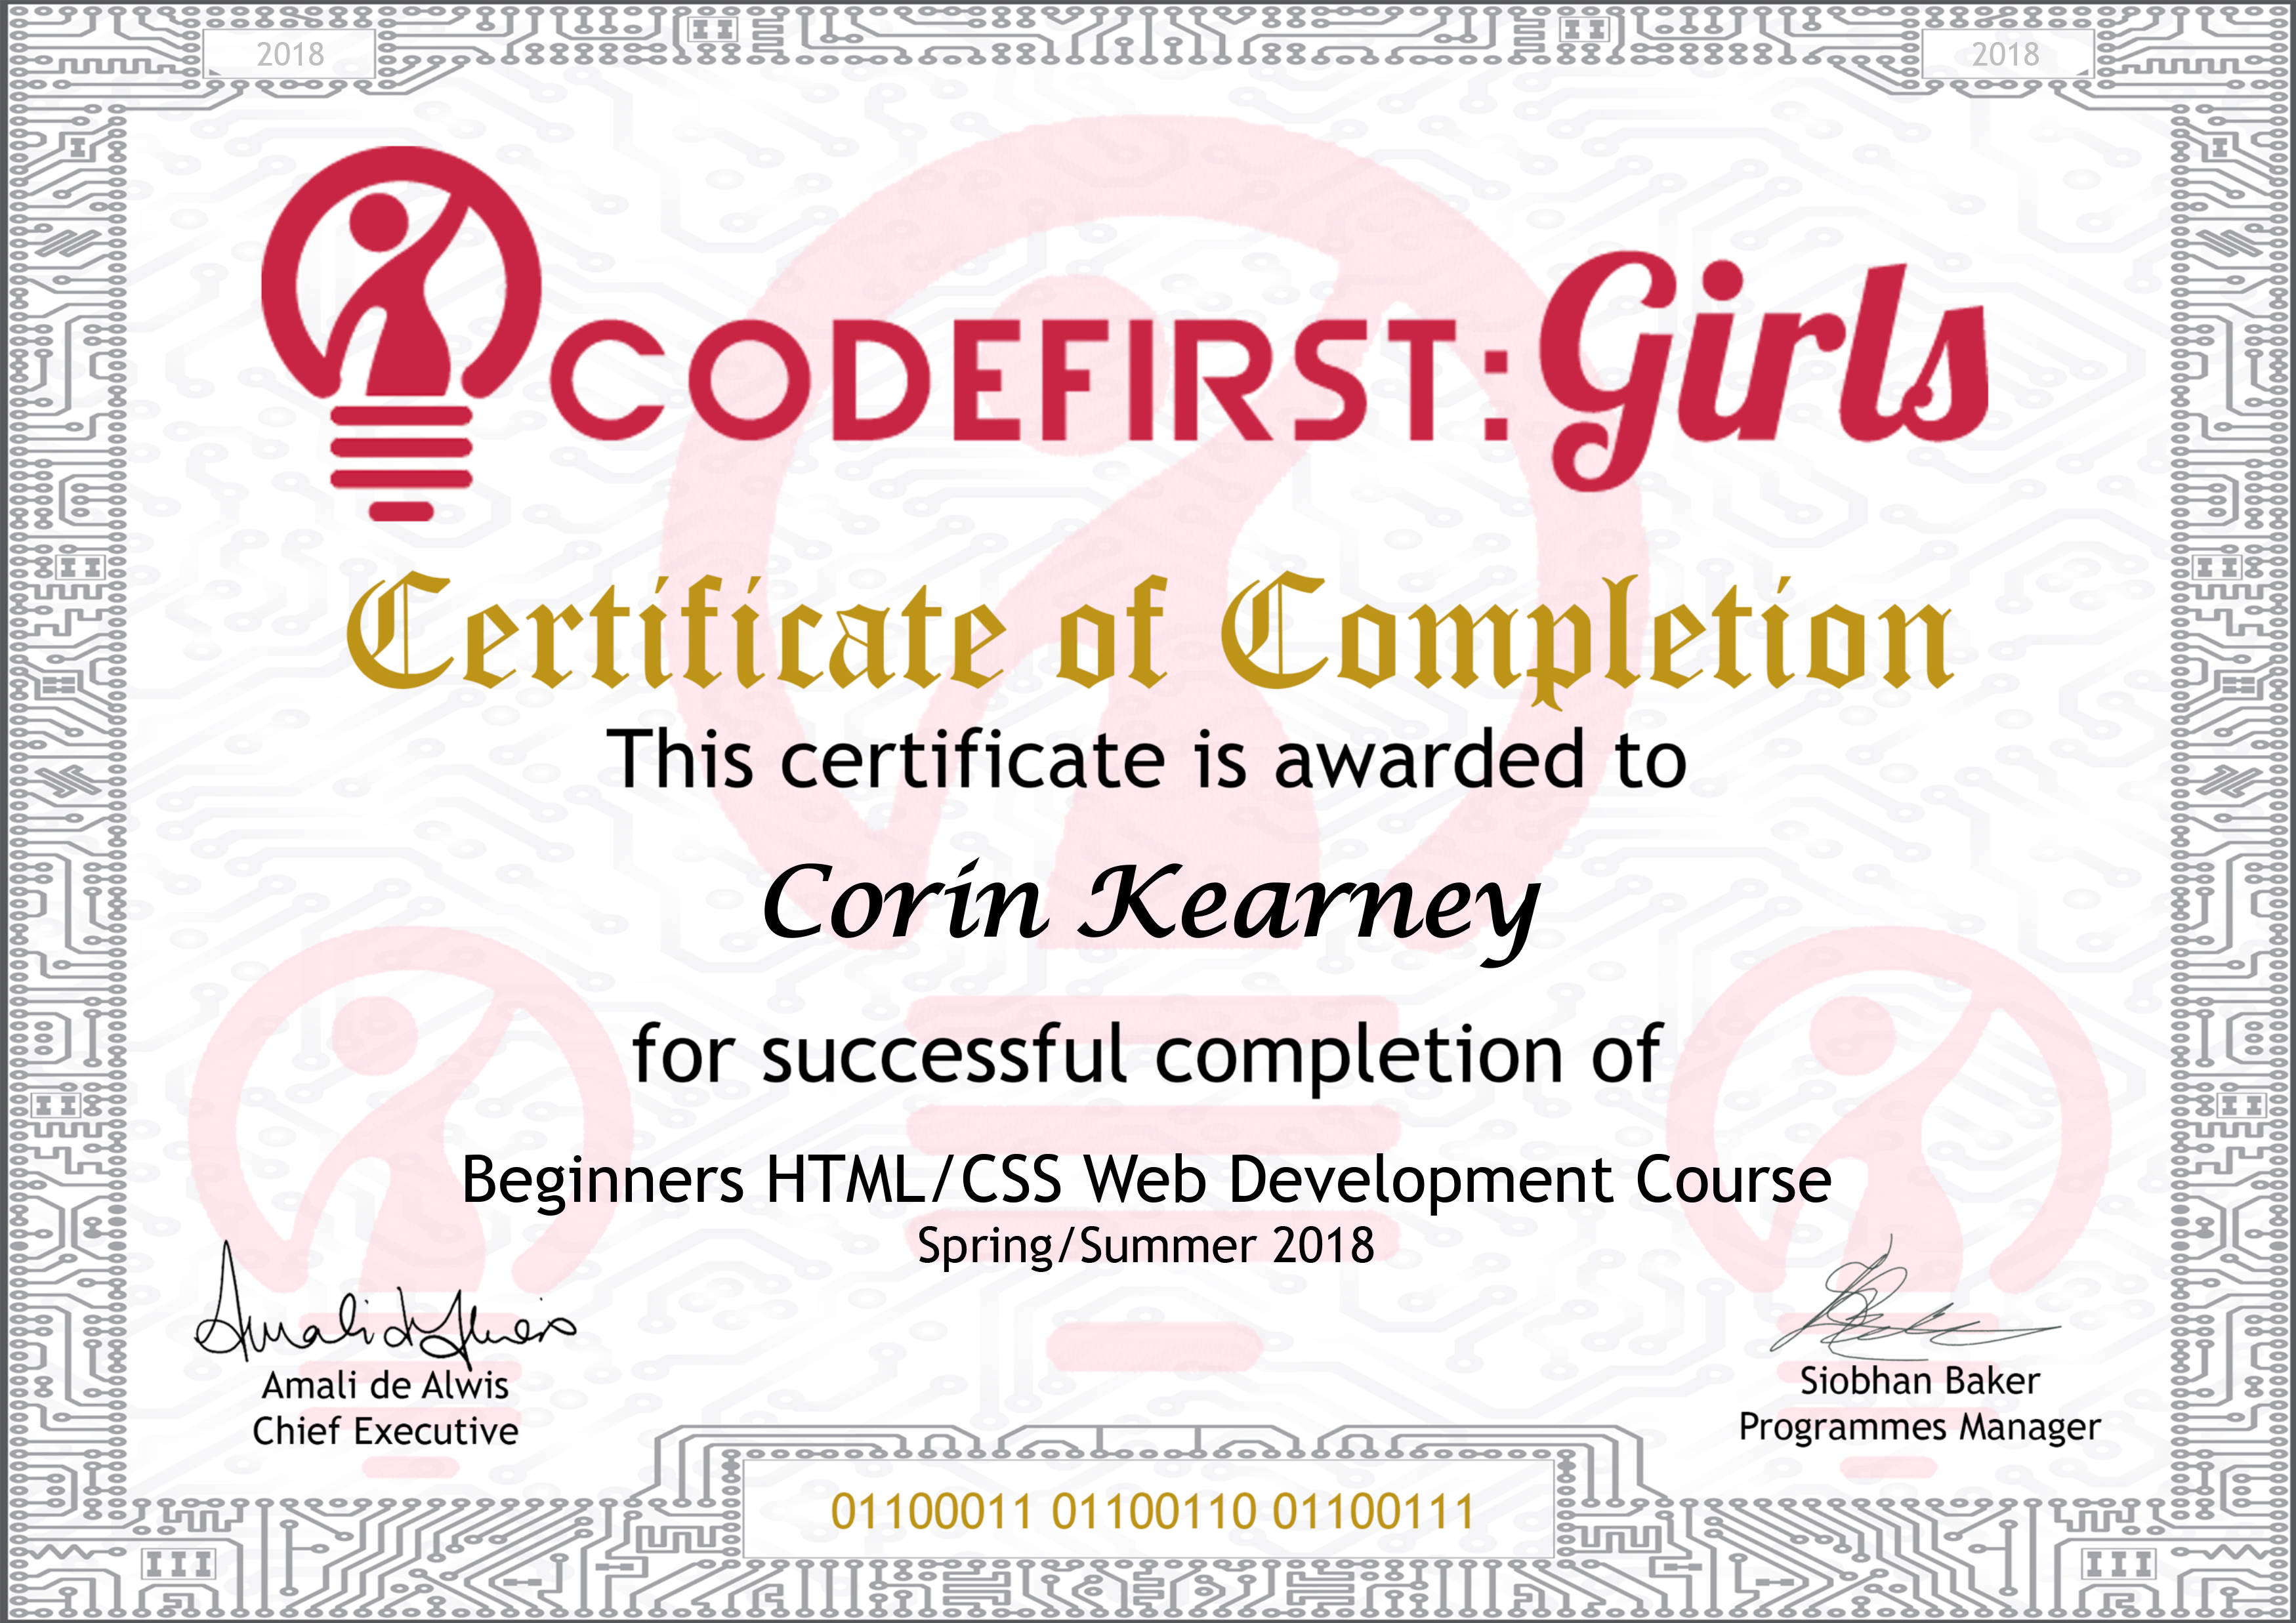 2018
2018
CODEFIRST: Girls
Certificate of Completion
This certificate is awarded to
Corin Kearney
for successful completion of
Beginners HTML/CSS Web Development Course
Spring/Summer 2018
Amali de Alwis
Amali de Alwis
Chief Executive
Siobhan Baker
Programmes Manager
01100011 01100110 01100111